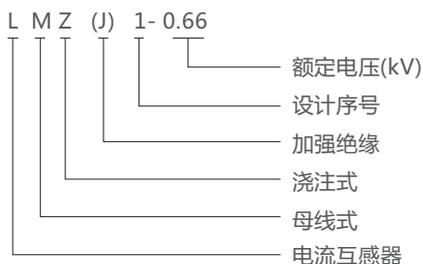 L M Z (J) 1- 0.66
额定电压(kV)
设计序号
加强绝缘
浇注式
母线式
电流互感器